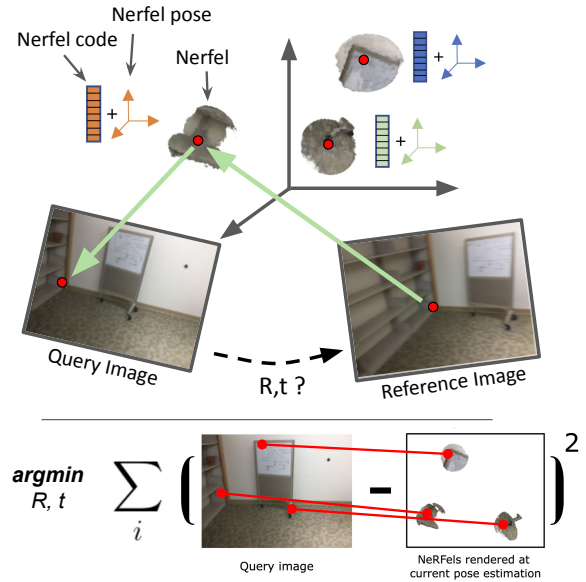 Nerfel pose
Nerfel code
Nerfel
+
+
+
Query Image
Reference Image
R,t ?
argmin
R, t
∑
i
( - )
2
Query image
NeRFels rendered at
current pose estimation